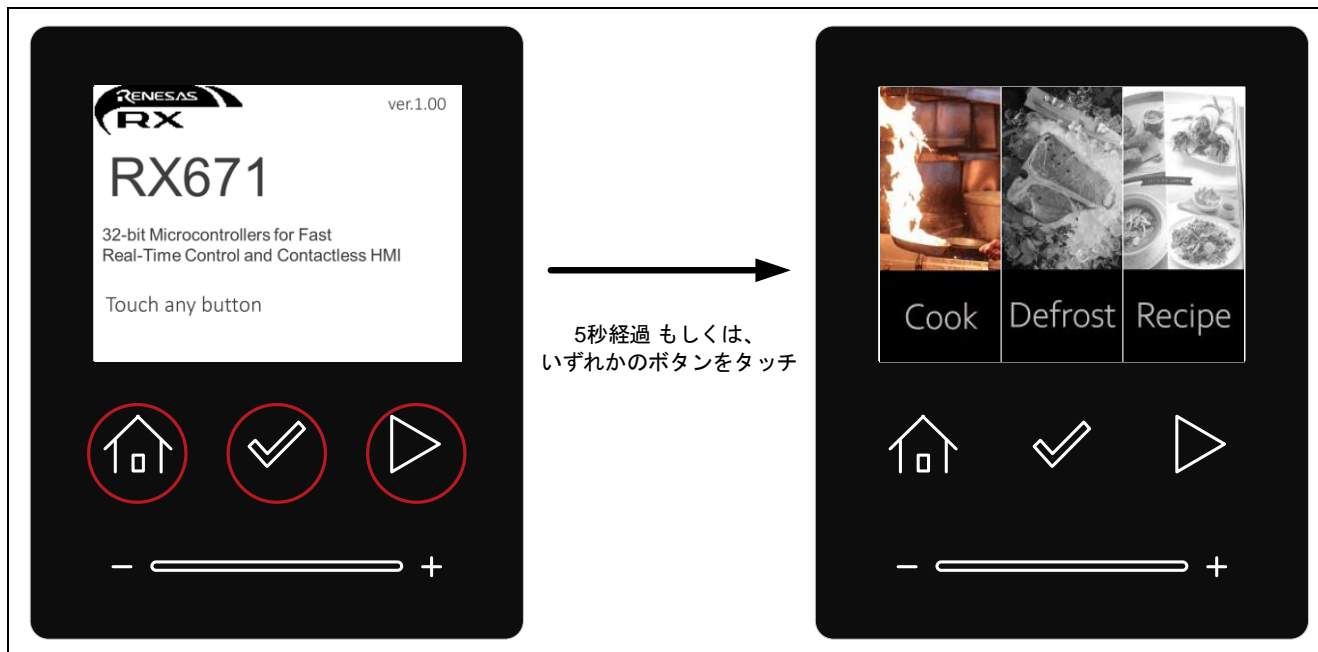 RENESAS
RX
ver.1.00
RX671
32-bit Microcontrollers for Fast
Real-Time Control and Contactless HMI
Touch any button
5秒経過 もしくは、
いずれかのボタンをタッチ
Cook Defrost Recipe
− +
− +